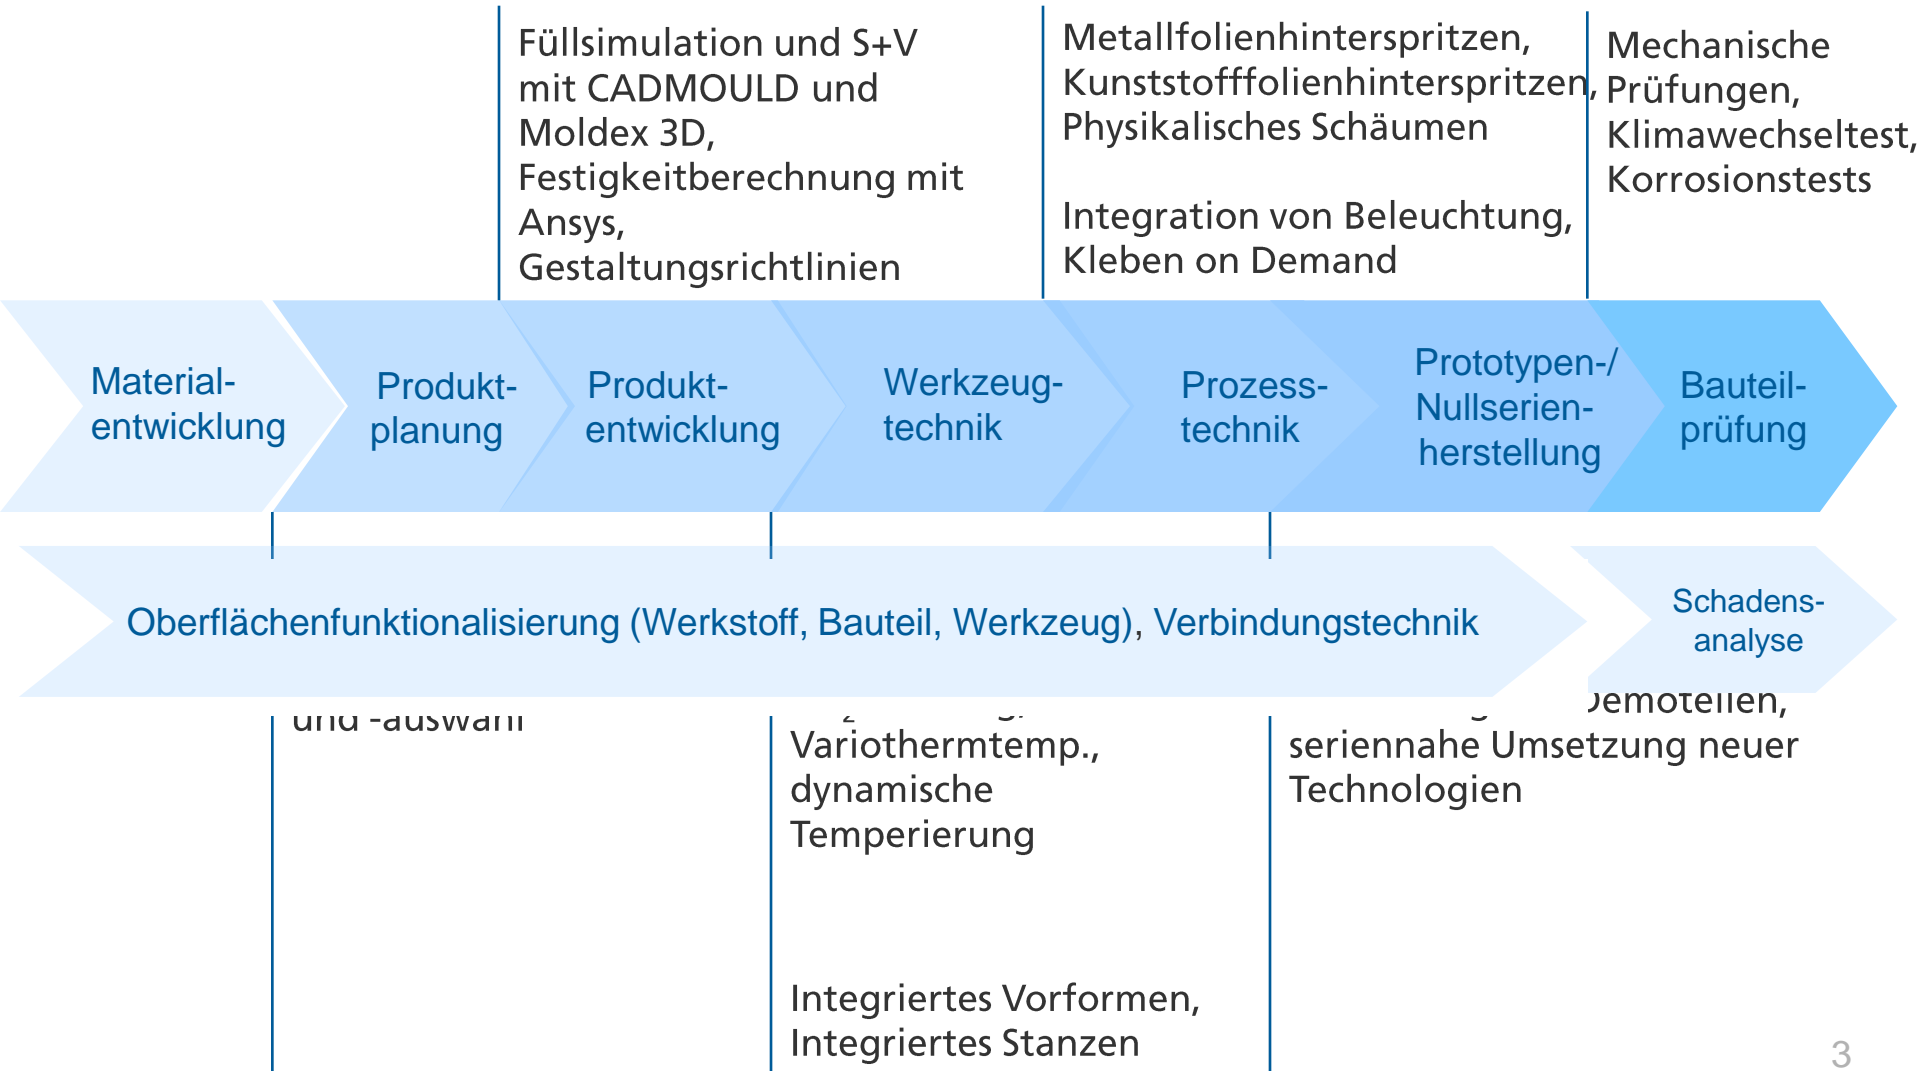 Füllsimulation und S+V
mit CADMOULD und
Moldex 3D,
Festigkeitberechnung mit
Ansys,
Gestaltungsrichtlinien
Metallfolienhinterspritzen,
Kunststofffolienhinterspritzen,
Physikalisches Schäumen
Integration von Beleuchtung,
Kleben on Demand
Mechanische
Prüfungen,
Klimawechseltest,
Korrosionstests
Material-
entwicklung
Produkt-
planung
Produkt-
entwicklung
Werkzeug-
technik
Prozess-
technik
Prototypen-/
Nullserien-
herstellung
Bauteil-
prüfung
Oberflächenfunktionalisierung (Werkstoff, Bauteil, Werkzeug), Verbindungstechnik
Schadens-
analyse
und -auswahl
Variothermtemp.,
dynamische
Temperierung
Integriertes Vorformen,
Integriertes Stanzen
Demoteilen,
seriennahe Umsetzung neuer
Technologien
3